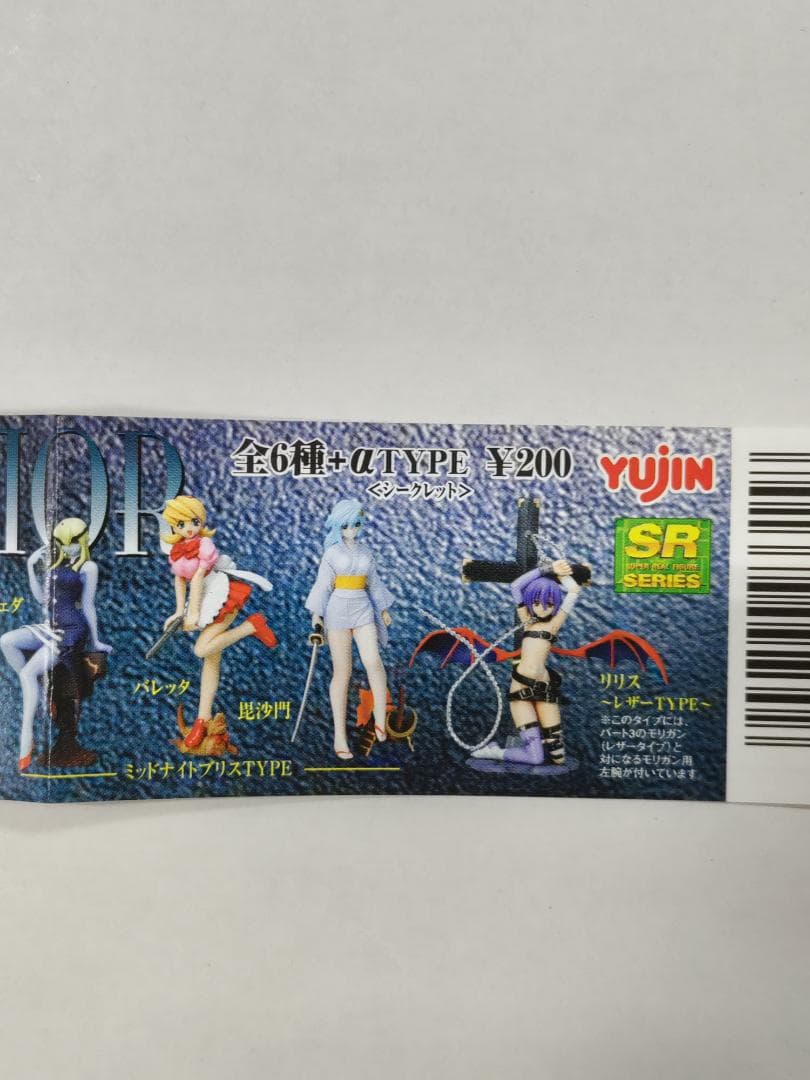 IOR
全6種+αTYPE ¥200
<シークレット>
YUJIN
SR
SUPER REAL FIGURE
SERIES
ェダ
バレッタ
毘沙門
ミッドナイトブリスTYPE
リリス
~レザーTYPE~
※このタイプには、
パート3のモリガン
(レザータイプ)と
対になるモリガン用
左腕が付いています。